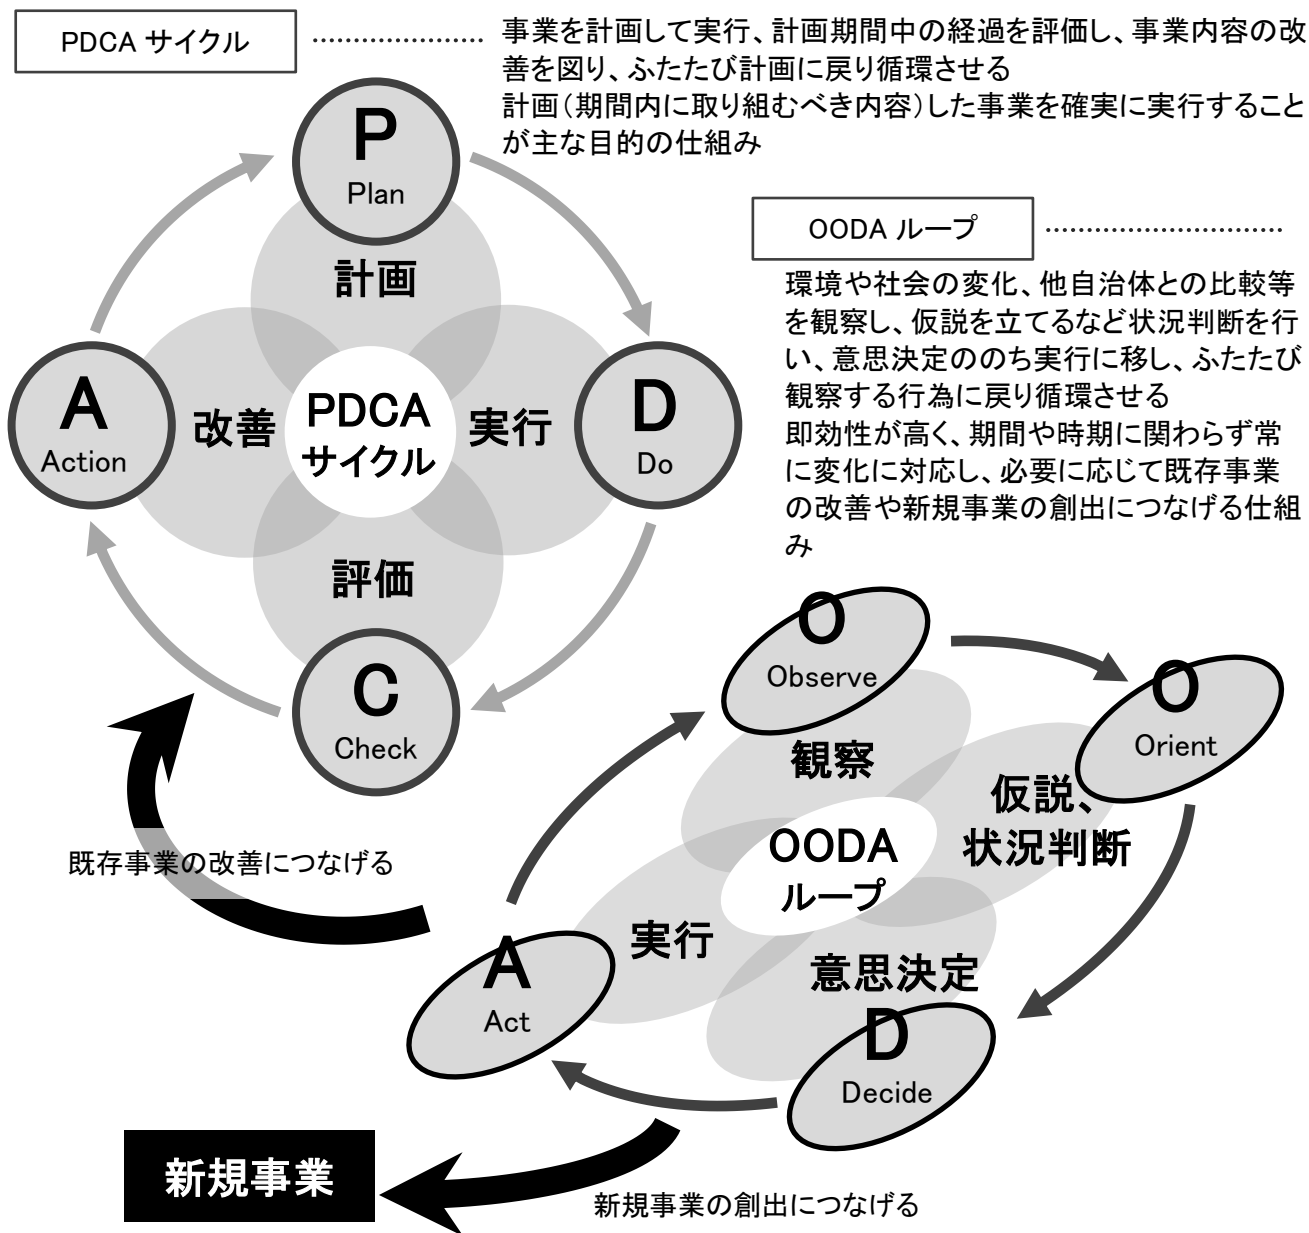 PDCA サイクル
事業を計画して実行、計画期間中の経過を評価し、事業内容の改
善を図り、ふたたび計画に戻り循環させる
計画（期間内に取り組むべき内容）した事業を確実に実行すること
が主な目的の仕組み
P
Plan
計画
A
Action
改善
PDCA
サイクル
実行
D
Do
評価
C
Check
OODA ループ
環境や社会の変化、他自治体との比較等
を観察し、仮説を立てるなど状況判断を行
い、意思決定ののち実行に移し、ふたたび
観察する行為に戻り循環させる
即効性が高く、期間や時期に関わらず常
に変化に対応し、必要に応じて既存事業
の改善や新規事業の創出につなげる仕組
み
O
Observe
観察
O
Orient
仮説、
状況判断
OODA
ループ
実行
意思決定
A
Act
D
Decide
既存事業の改善につなげる
新規事業
新規事業の創出につなげる